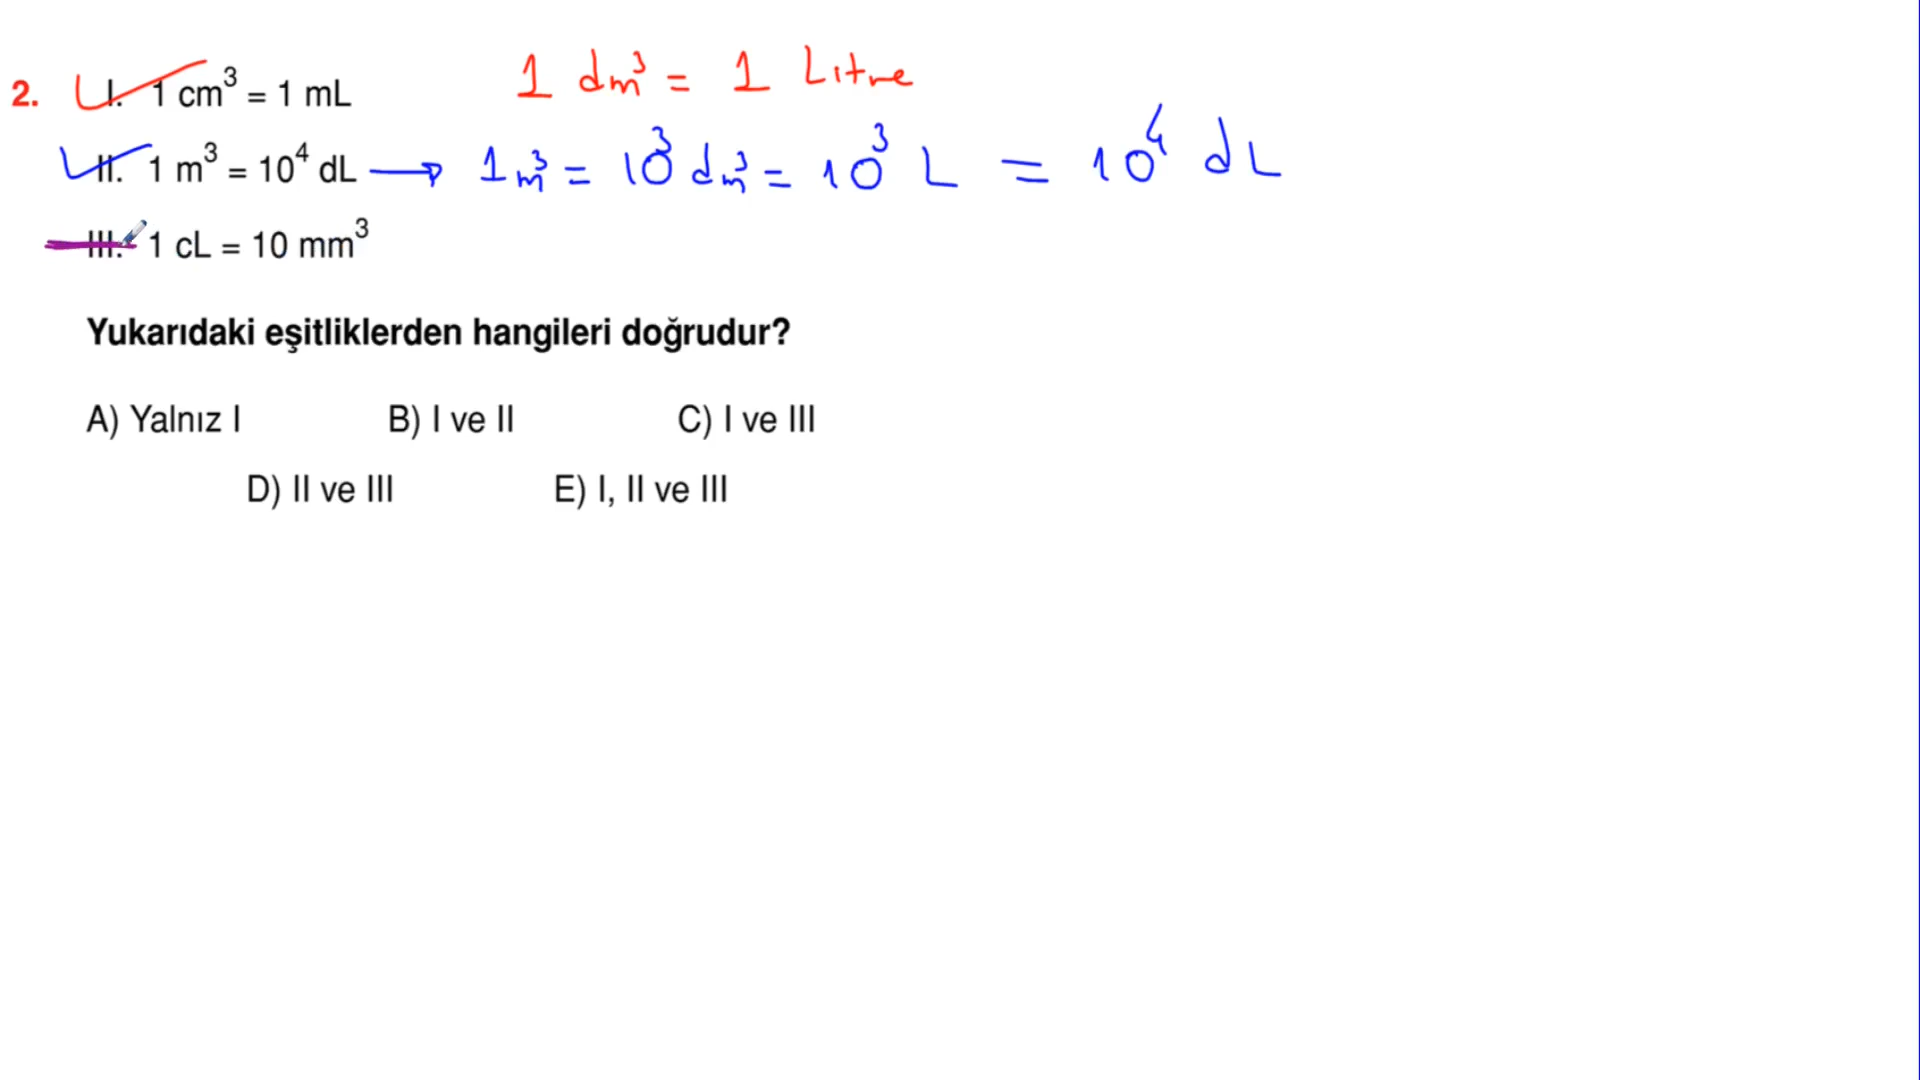 2. I. 1 cm³ = 1 mL 1 dm³ = 1 Litre
II. 1 m³ = 10⁴ dL → 1 m³ = 10³ dm³ = 10³ L = 10⁴ dL
III. 1 cL = 10 mm³
Yukarıdaki eşitliklerden hangileri doğrudur?
A) Yalnız I B) I ve II C) I ve III
D) II ve III E) I, II ve III